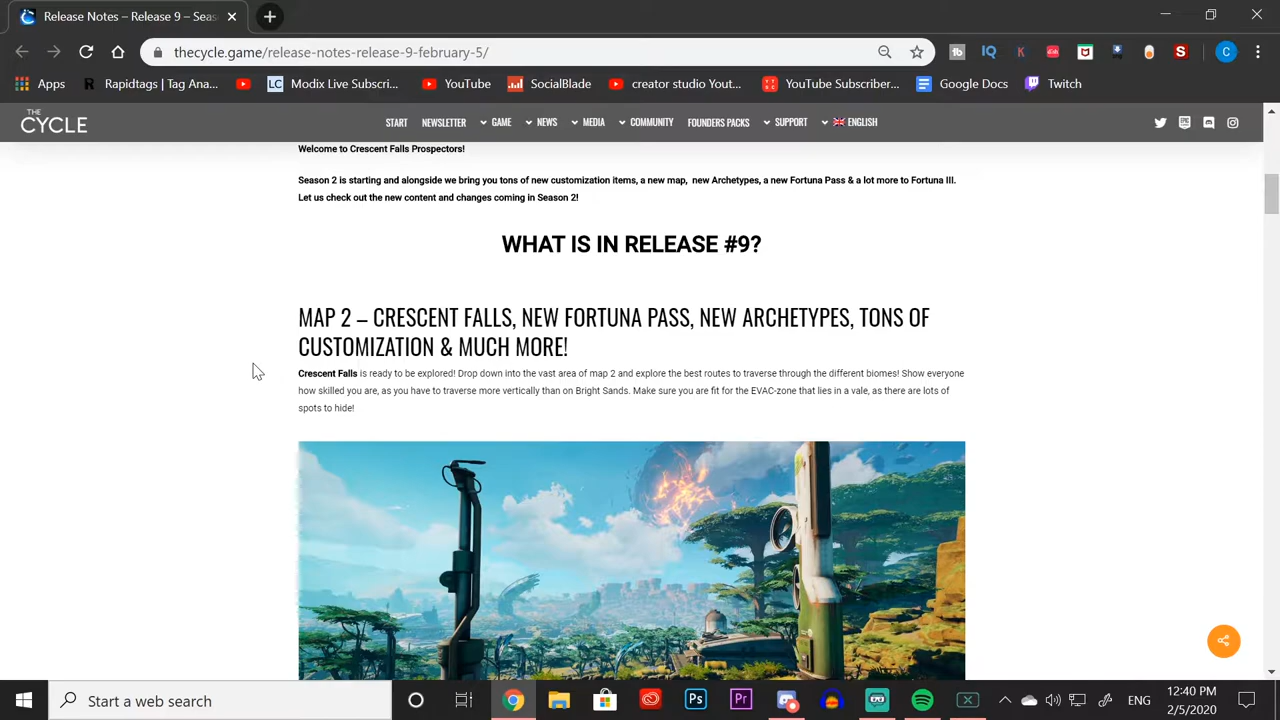 Release Notes – Release #9 -
thecycle.game/release-notes-release-9-february-5/
Apps
Rapidtags | Tag Ana...
LC Modix Live Subscri...
YouTube
SocialBlade
creator studio Yout...
YouTube Subscriber...
Google Docs
Twitch
THE
CYCLE
START
NEWSLETTER
GAME
NEWS
MEDIA
COMMUNITY
FOUNDERS PACKS
SUPPORT
ENGLISH
Welcome to Crescent Falls Prospectors!
Season 2 is starting and alongside we bring you tons of new customization items, a new map, new Archetypes, a new Fortuna Pass & a lot more to Fortuna III.
Let us check out the new content and changes coming in Season 2!
WHAT IS IN RELEASE #9?
MAP 2 – CRESCENT FALLS, NEW FORTUNA PASS, NEW ARCHETYPES, TONS OF
CUSTOMIZATION & MUCH MORE!
Crescent Falls is ready to be explored! Drop down into the vast area of map 2 and explore the best routes to traverse through the different biomes! Show everyone
how skilled you are, as you have to traverse more vertically than on Bright Sands. Make sure you are fit for the EVAC-zone that lies in a vale, as there are lots of
spots to hide!
Start a web search
Ps
Pr
ENG
12:40 PM
2/5/2020